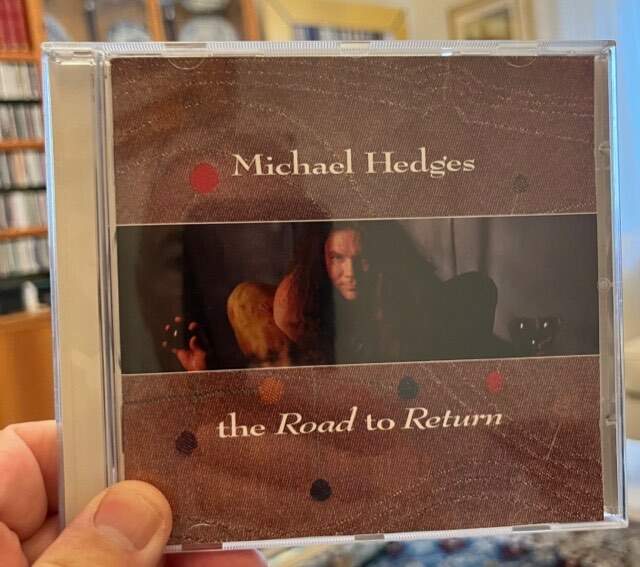 Michael Hedges
the Road to Return